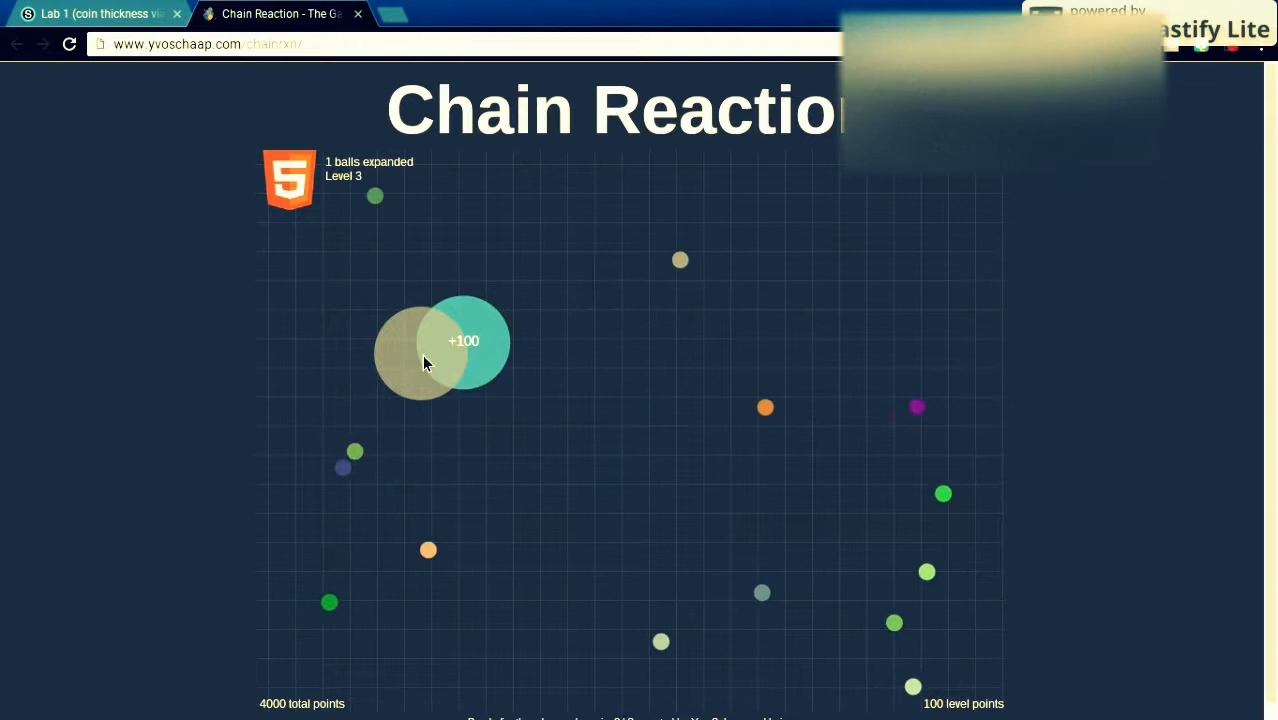 Lab 1 (coin thickness vi
Chain Reaction - The Ga
powered by
astify Lite
www.yvoschaap.com/chainrxn/
Chain Reactio
5
1 balls expanded
Level 3
+100
4000 total points
100 level points